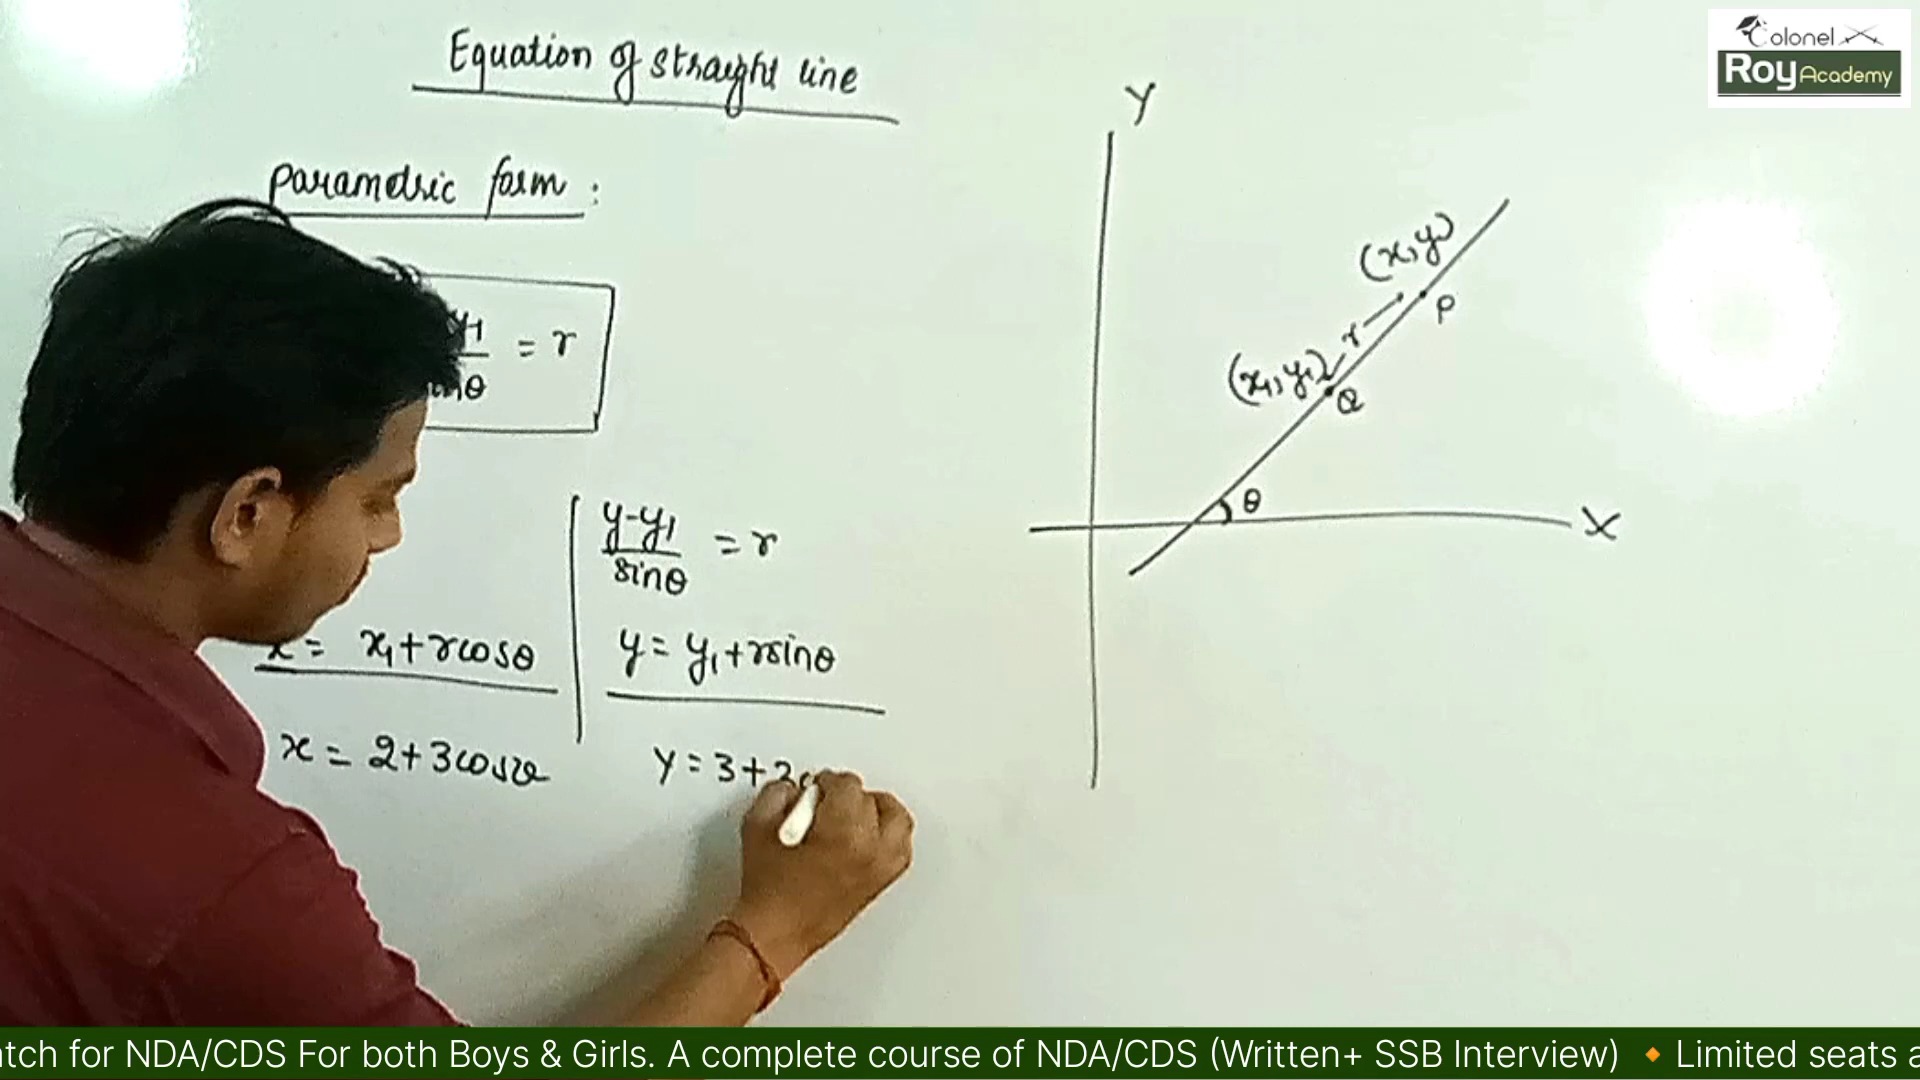 Equation of straight line
Parametric form :
y1
= r
nθ
y-y1
= r
sinθ
x = x1+rcosθ
y = y1+rsinθ
x = 2+3cos
y = 3+3
Y
X
(x,y)
P
r
(x1,y1)
Q
θ
Colonel
Roy Academy
tch for NDA/CDS For both Boys & Girls. A complete course of NDA/CDS (Written+ SSB Interview) 🔸Limited seats a